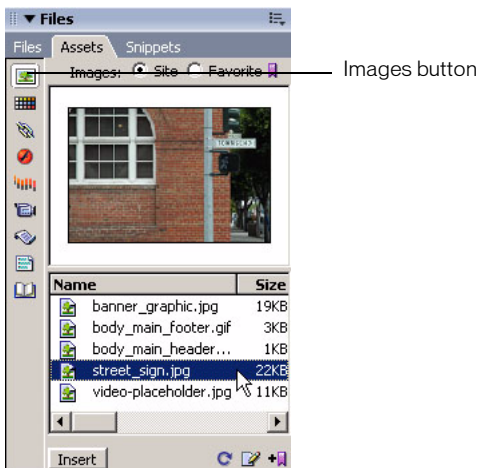 Files
Files Assets Snippets
Images: Site Favorite
Images button
TOWNSEND
Name Size
banner_graphic.jpg 19KB
body_main_footer.gif 3KB
body_main_header... 1KB
street_sign.jpg 22KB
video-placeholder.jpg 11KB
Insert